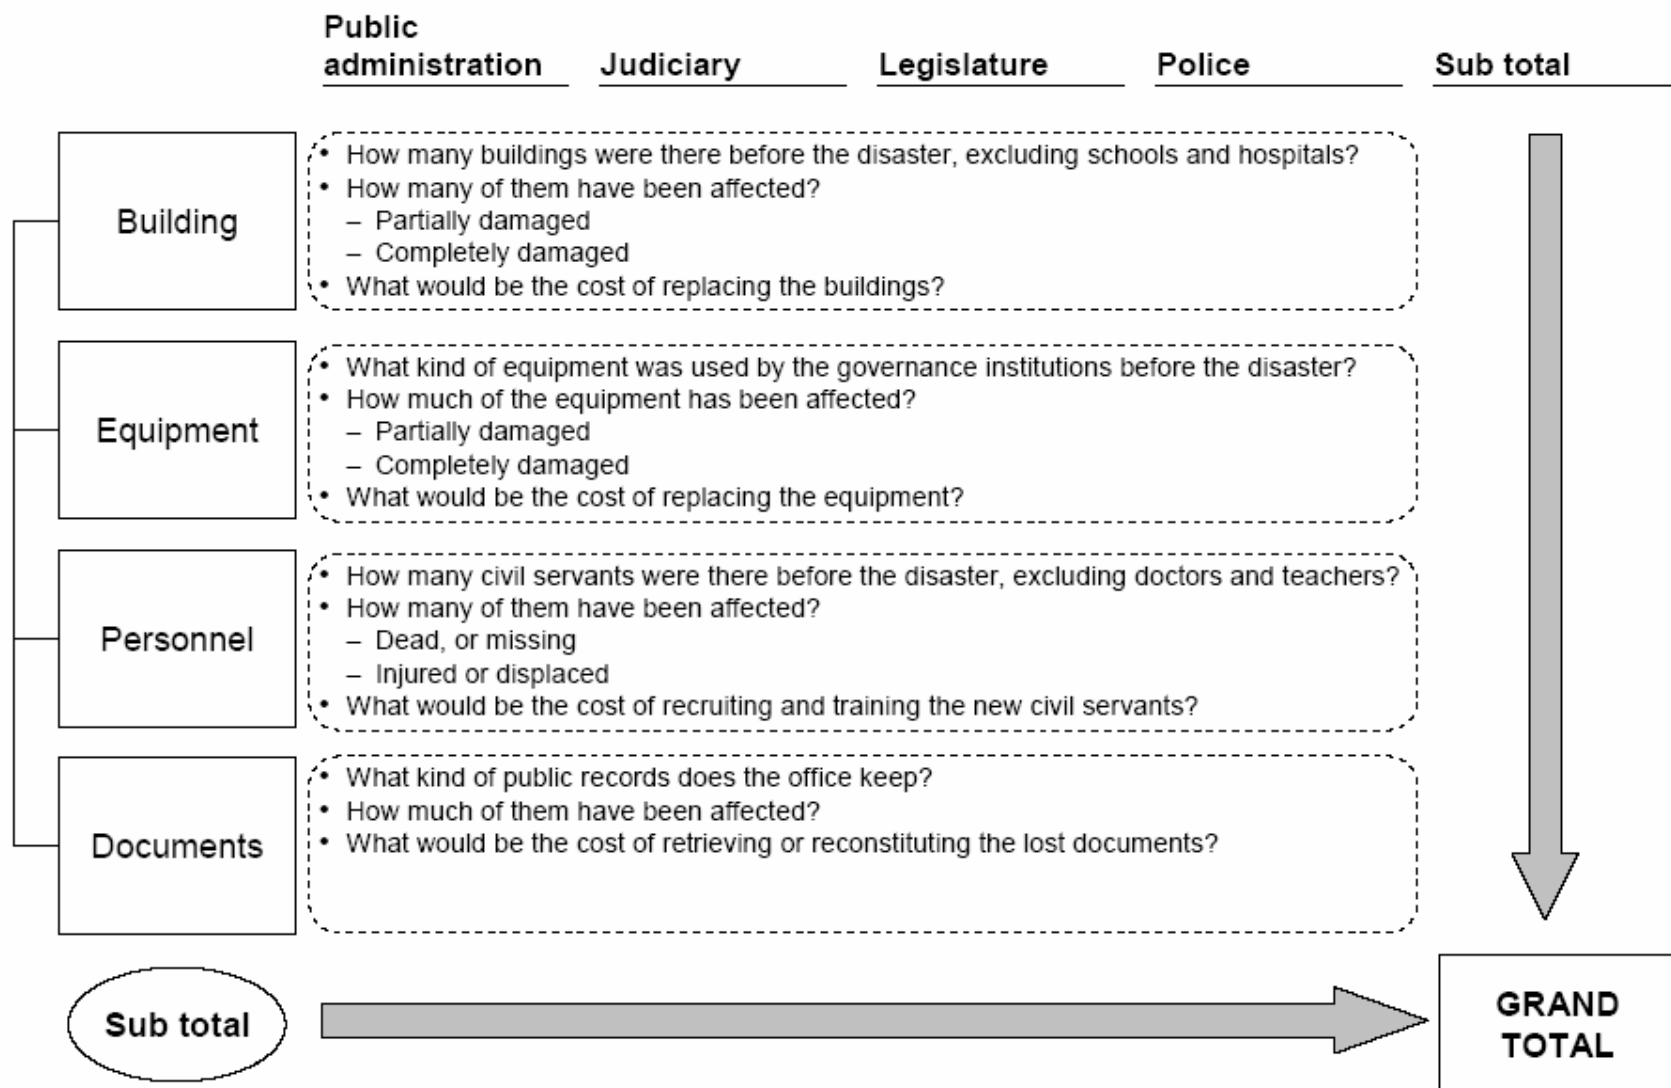 Public
administration
Judiciary
Legislature
Police
Sub total
Building
• How many buildings were there before the disaster, excluding schools and hospitals?
• How many of them have been affected?
– Partially damaged
– Completely damaged
• What would be the cost of replacing the buildings?
Equipment
• What kind of equipment was used by the governance institutions before the disaster?
• How much of the equipment has been affected?
– Partially damaged
– Completely damaged
• What would be the cost of replacing the equipment?
Personnel
• How many civil servants were there before the disaster, excluding doctors and teachers?
• How many of them have been affected?
– Dead, or missing
– Injured or displaced
• What would be the cost of recruiting and training the new civil servants?
Documents
• What kind of public records does the office keep?
• How much of them have been affected?
• What would be the cost of retrieving or reconstituting the lost documents?
Sub total
GRAND
TOTAL